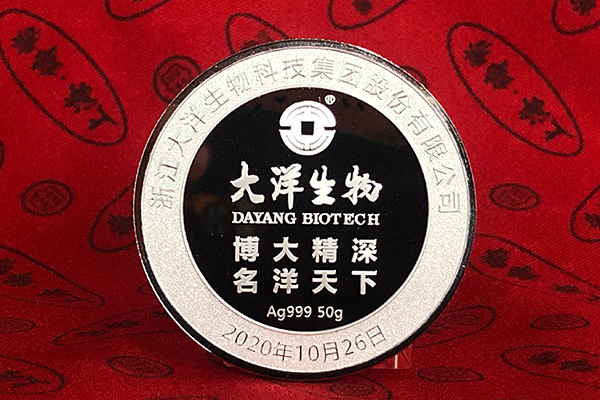 浙江大洋生物科技集团股份有限公司
®
大洋生物
DAYANG BIOTECH
博大精深
名洋天下
Ag999 50g
2020年10月26日